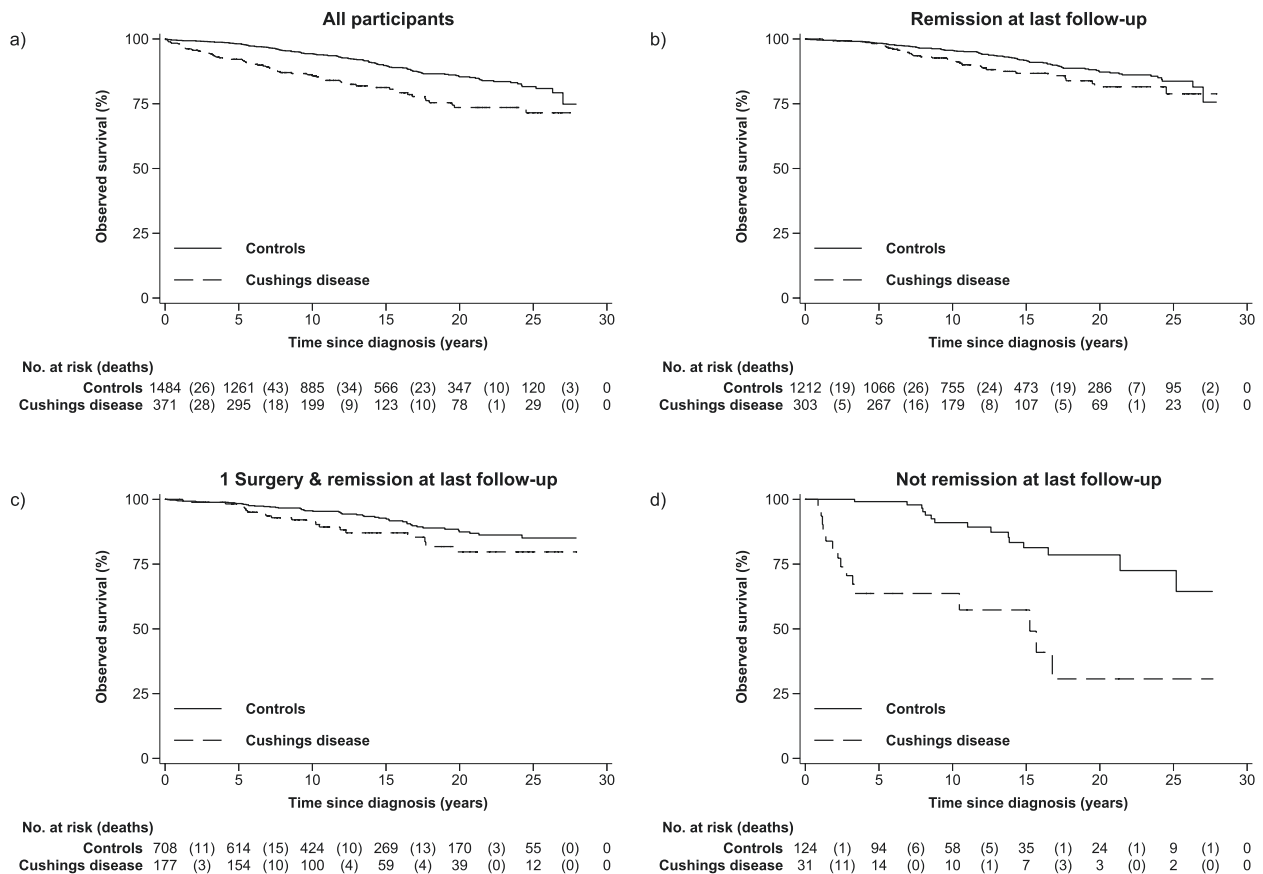 All participants
a)
100
75
50
25
0
Observed survival (%)
Controls
Cushings disease
0 5 10 15 20 25 30
Time since diagnosis (years)
No. at risk (deaths)
Controls 1484 (26) 1261 (43) 885 (34) 566 (23) 347 (10) 120 (3) 0
Cushings disease 371 (28) 295 (18) 199 (9) 123 (10) 78 (1) 29 (0) 0
Remission at last follow-up
b)
100
75
50
25
0
Observed survival (%)
Controls
Cushings disease
0 5 10 15 20 25 30
Time since diagnosis (years)
No. at risk (deaths)
Controls 1212 (19) 1066 (26) 755 (24) 473 (19) 286 (7) 95 (2) 0
Cushings disease 303 (5) 267 (16) 179 (8) 107 (5) 69 (1) 23 (0) 0
1 Surgery & remission at last follow-up
c)
100
75
50
25
0
Observed survival (%)
Controls
Cushings disease
0 5 10 15 20 25 30
Time since diagnosis (years)
No. at risk (deaths)
Controls 708 (11) 614 (15) 424 (10) 269 (13) 170 (3) 55 (0) 0
Cushings disease 177 (3) 154 (10) 100 (4) 59 (4) 39 (0) 12 (0) 0
Not remission at last follow-up
d)
100
75
50
25
0
Observed survival (%)
Controls
Cushings disease
0 5 10 15 20 25 30
Time since diagnosis (years)
No. at risk (deaths)
Controls 124 (1) 94 (6) 58 (5) 35 (1) 24 (1) 9 (1) 0
Cushings disease 31 (11) 14 (0) 10 (1) 7 (3) 3 (0) 2 (0) 0